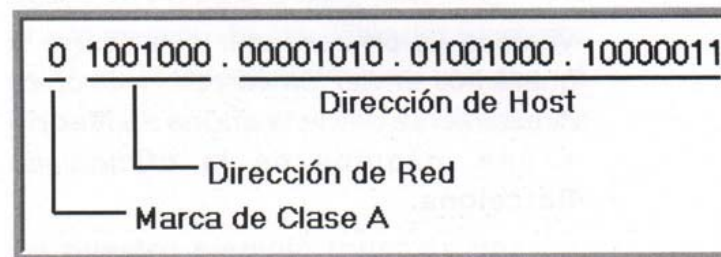 0 1001000 . 00001010 . 01001000 . 10000011
Dirección de Host
Dirección de Red
Marca de Clase A